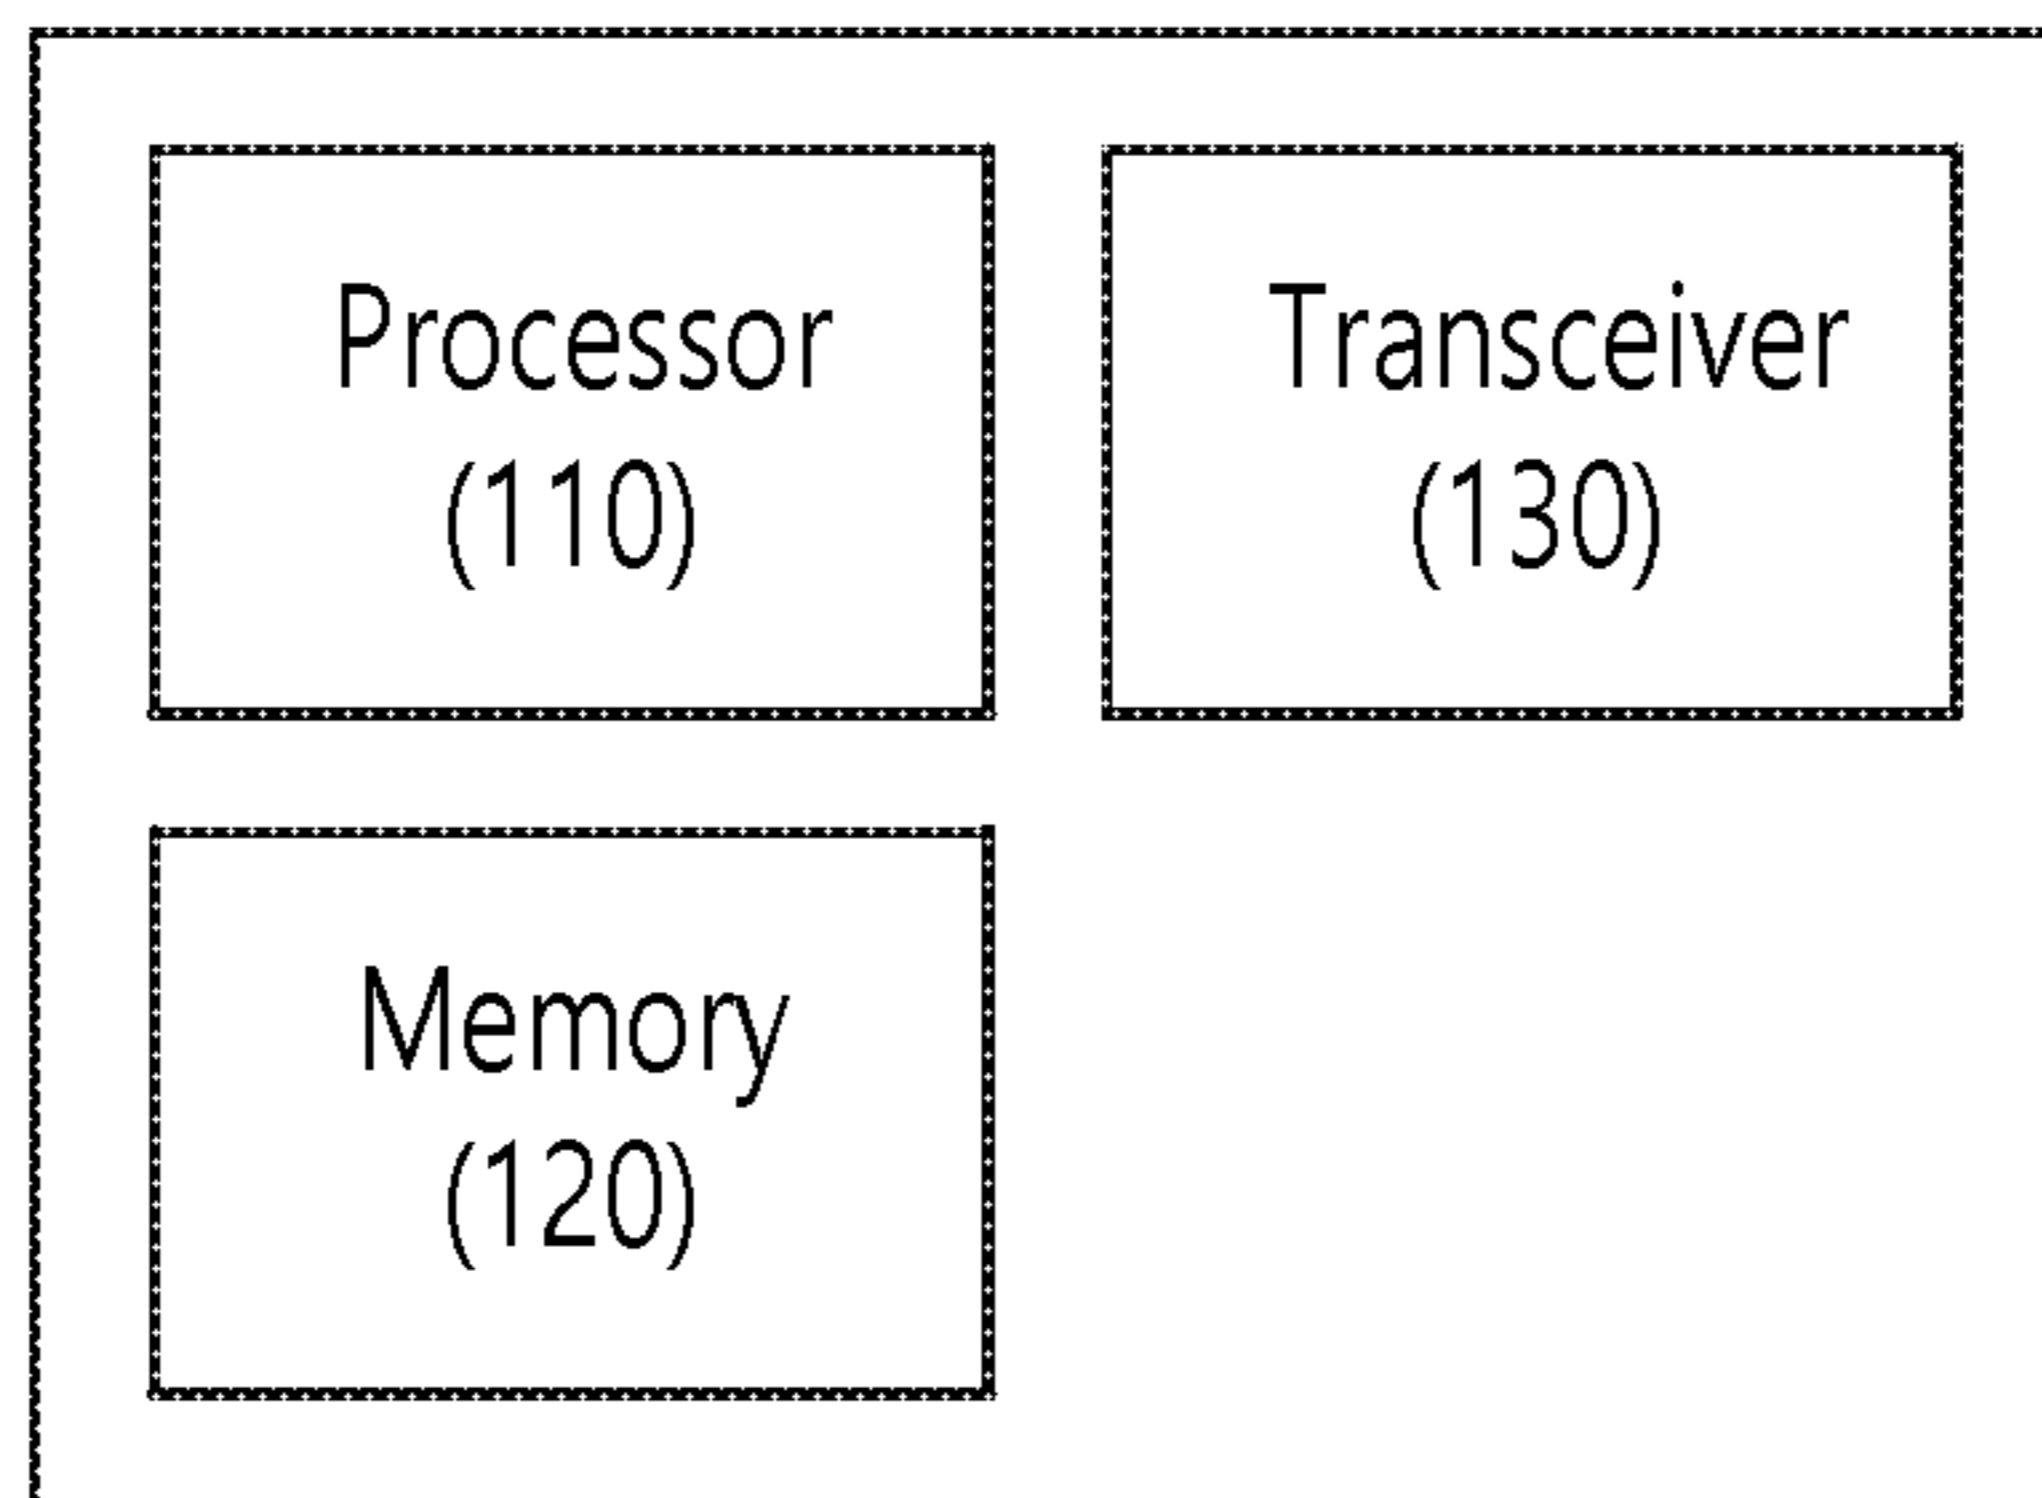 Processor
(110)
Transceiver
(130)
Memory
(120)